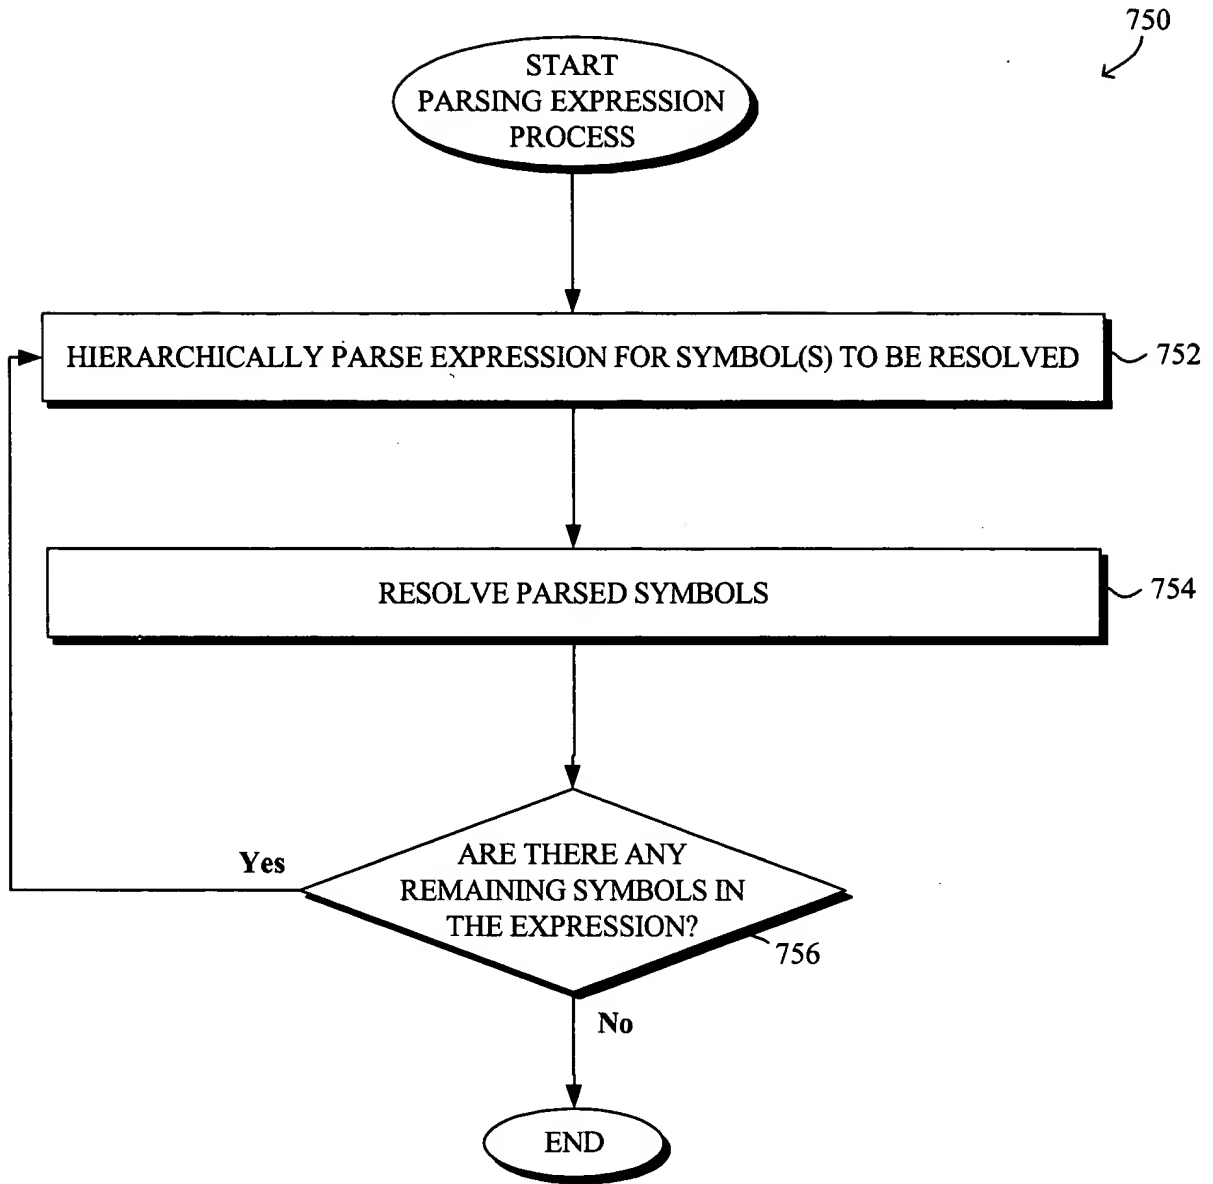 750
START
PARSING EXPRESSION
PROCESS
HIERARCHICALLY PARSE EXPRESSION FOR SYMBOL(S) TO BE RESOLVED
752
RESOLVE PARSED SYMBOLS
754
Yes
ARE THERE ANY
REMAINING SYMBOLS IN
THE EXPRESSION?
756
No
END